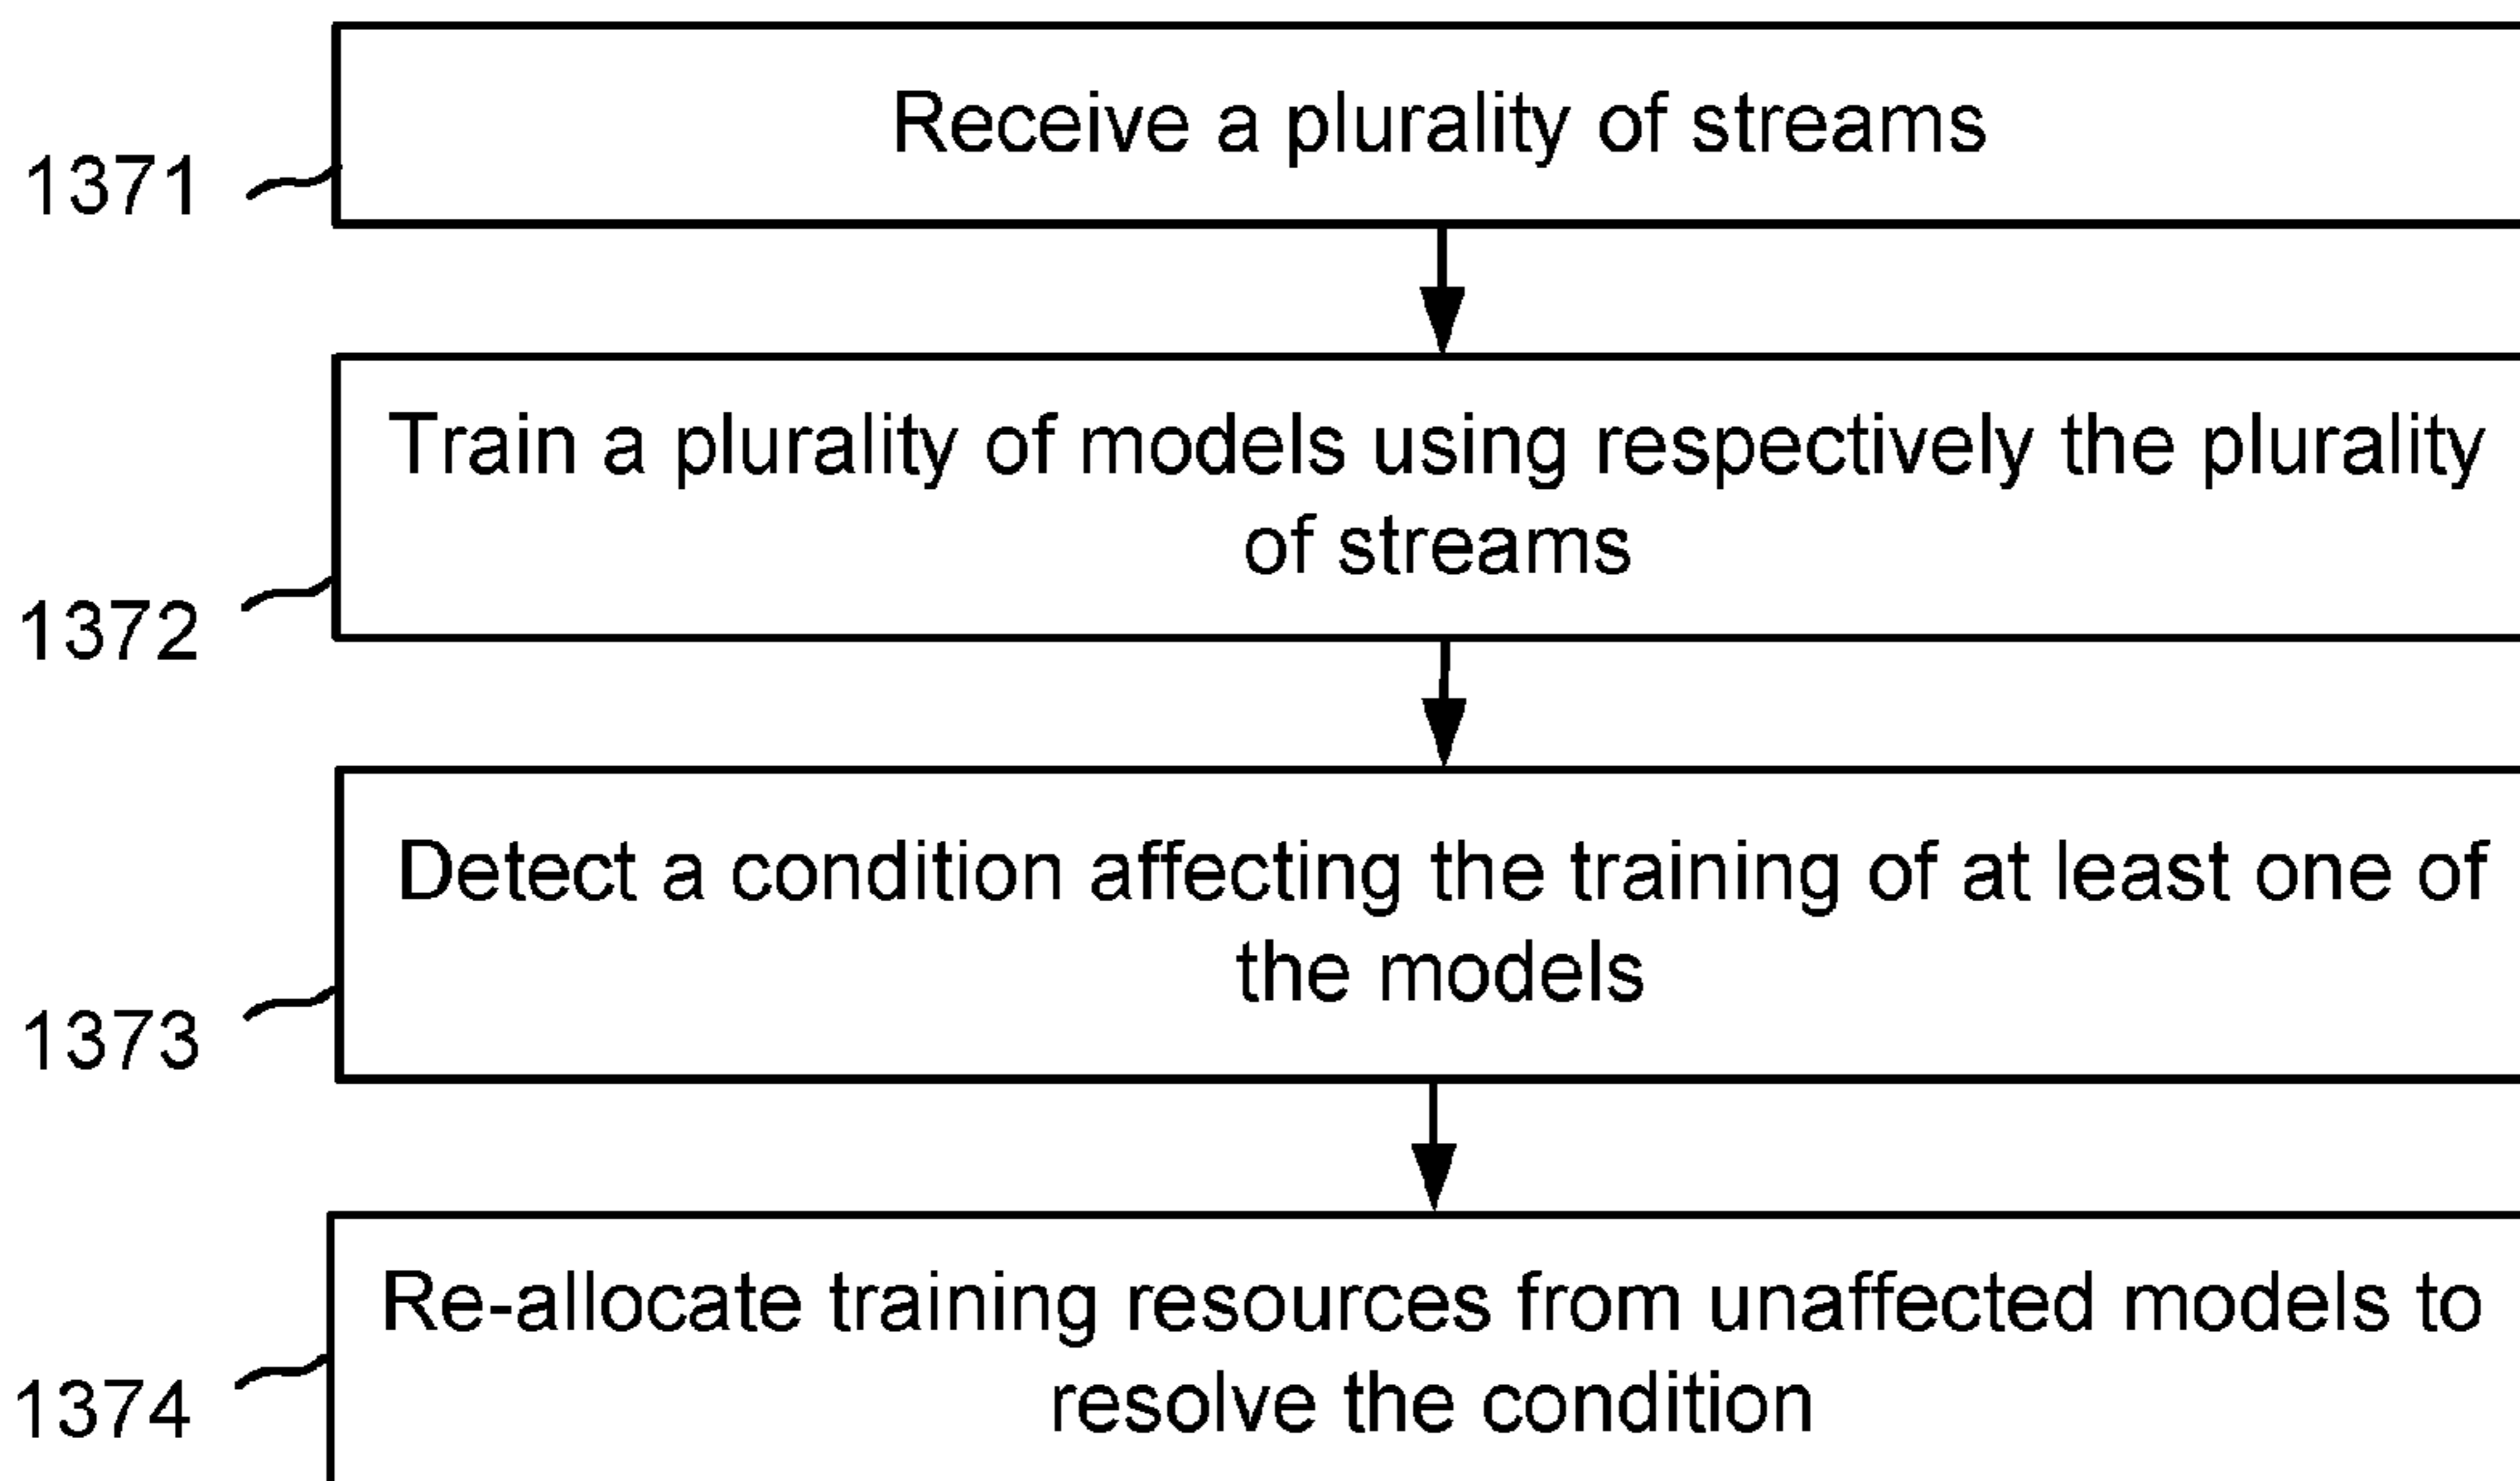 Receive a plurality of streams
1371
Train a plurality of models using respectively the plurality
of streams
1372
Detect a condition affecting the training of at least one of
the models
1373
Re-allocate training resources from unaffected models to
resolve the condition
1374